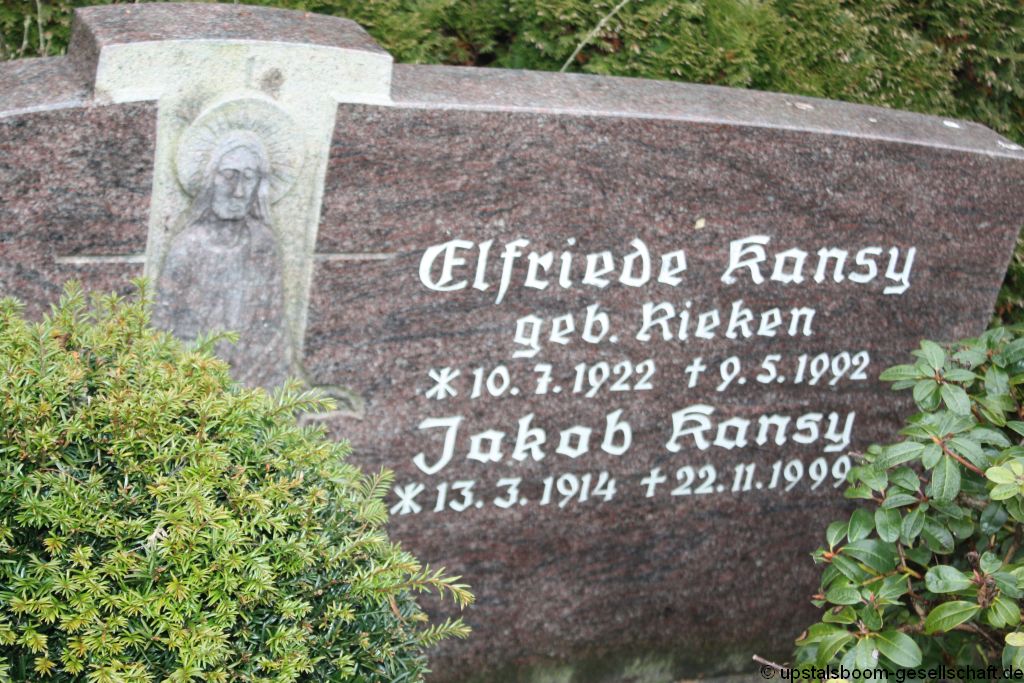 Elfriede Kansy
geb. Rieken
* 10. 7. 1922 † 9. 5. 1992
Jakob Kansy
* 13. 3. 1914 † 22. 11. 1999
© upstalsboom-gesellschaft.de